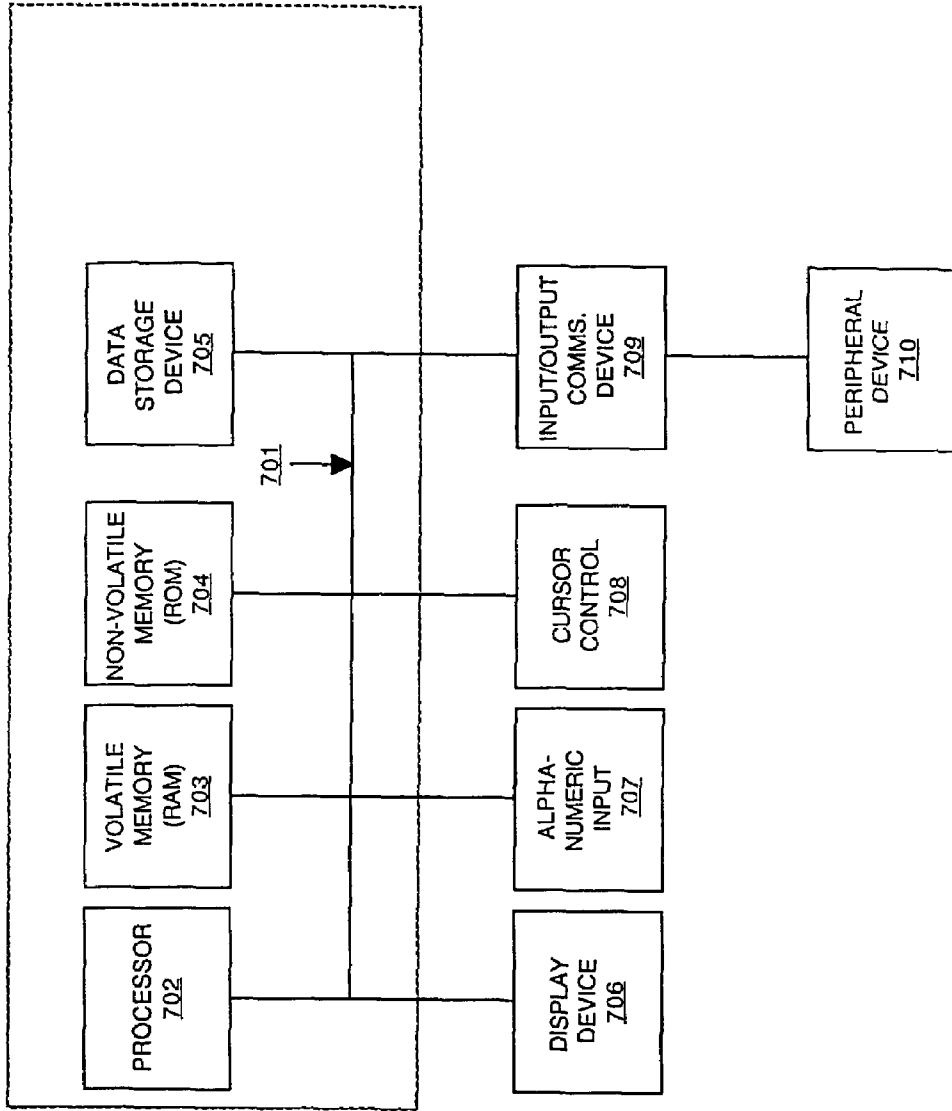 PROCESSOR
702
VOLATILE
MEMORY
(RAM)
703
NON-VOLATILE
MEMORY
(ROM)
704
DATA
STORAGE
DEVICE
705
701
DISPLAY
DEVICE
706
ALPHA-
NUMERIC
INPUT
707
CURSOR
CONTROL
708
INPUT/OUTPUT
COMMS.
DEVICE
709
PERIPHERAL
DEVICE
710